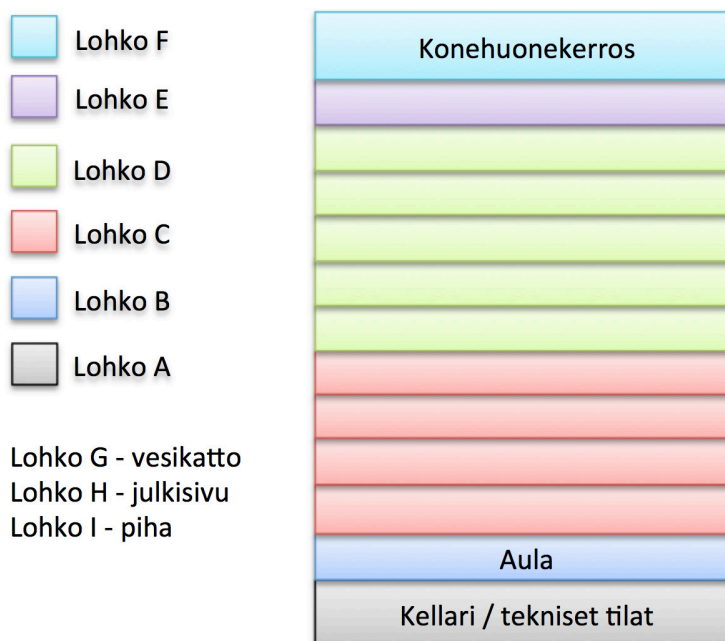 Lohko F
Lohko E
Lohko D
Lohko C
Lohko B
Lohko A
Lohko G - vesikatto
Lohko H - julkisivu
Lohko I - piha
Konehuonekerros
Aula
Kellari / tekniset tilat